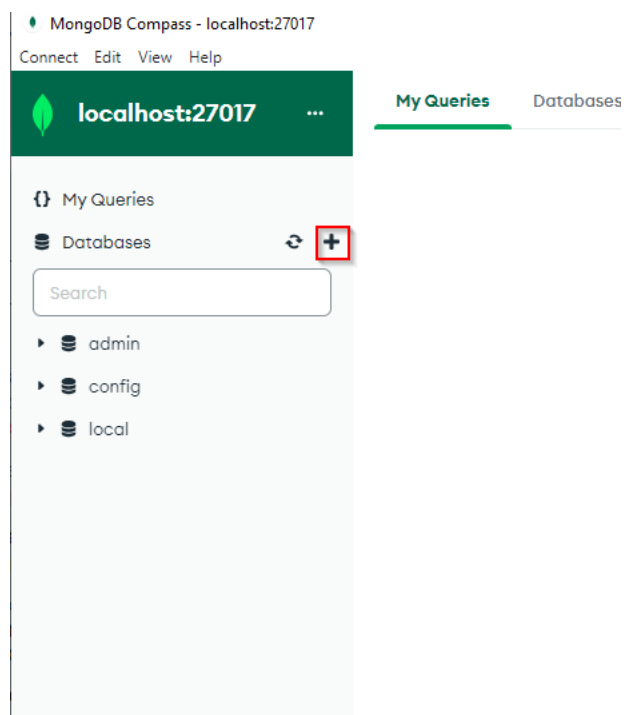 MongoDB Compass - localhost:27017
Connect Edit View Help
localhost:27017 ...
My Queries Databases
{} My Queries
Databases
Search
admin
config
local